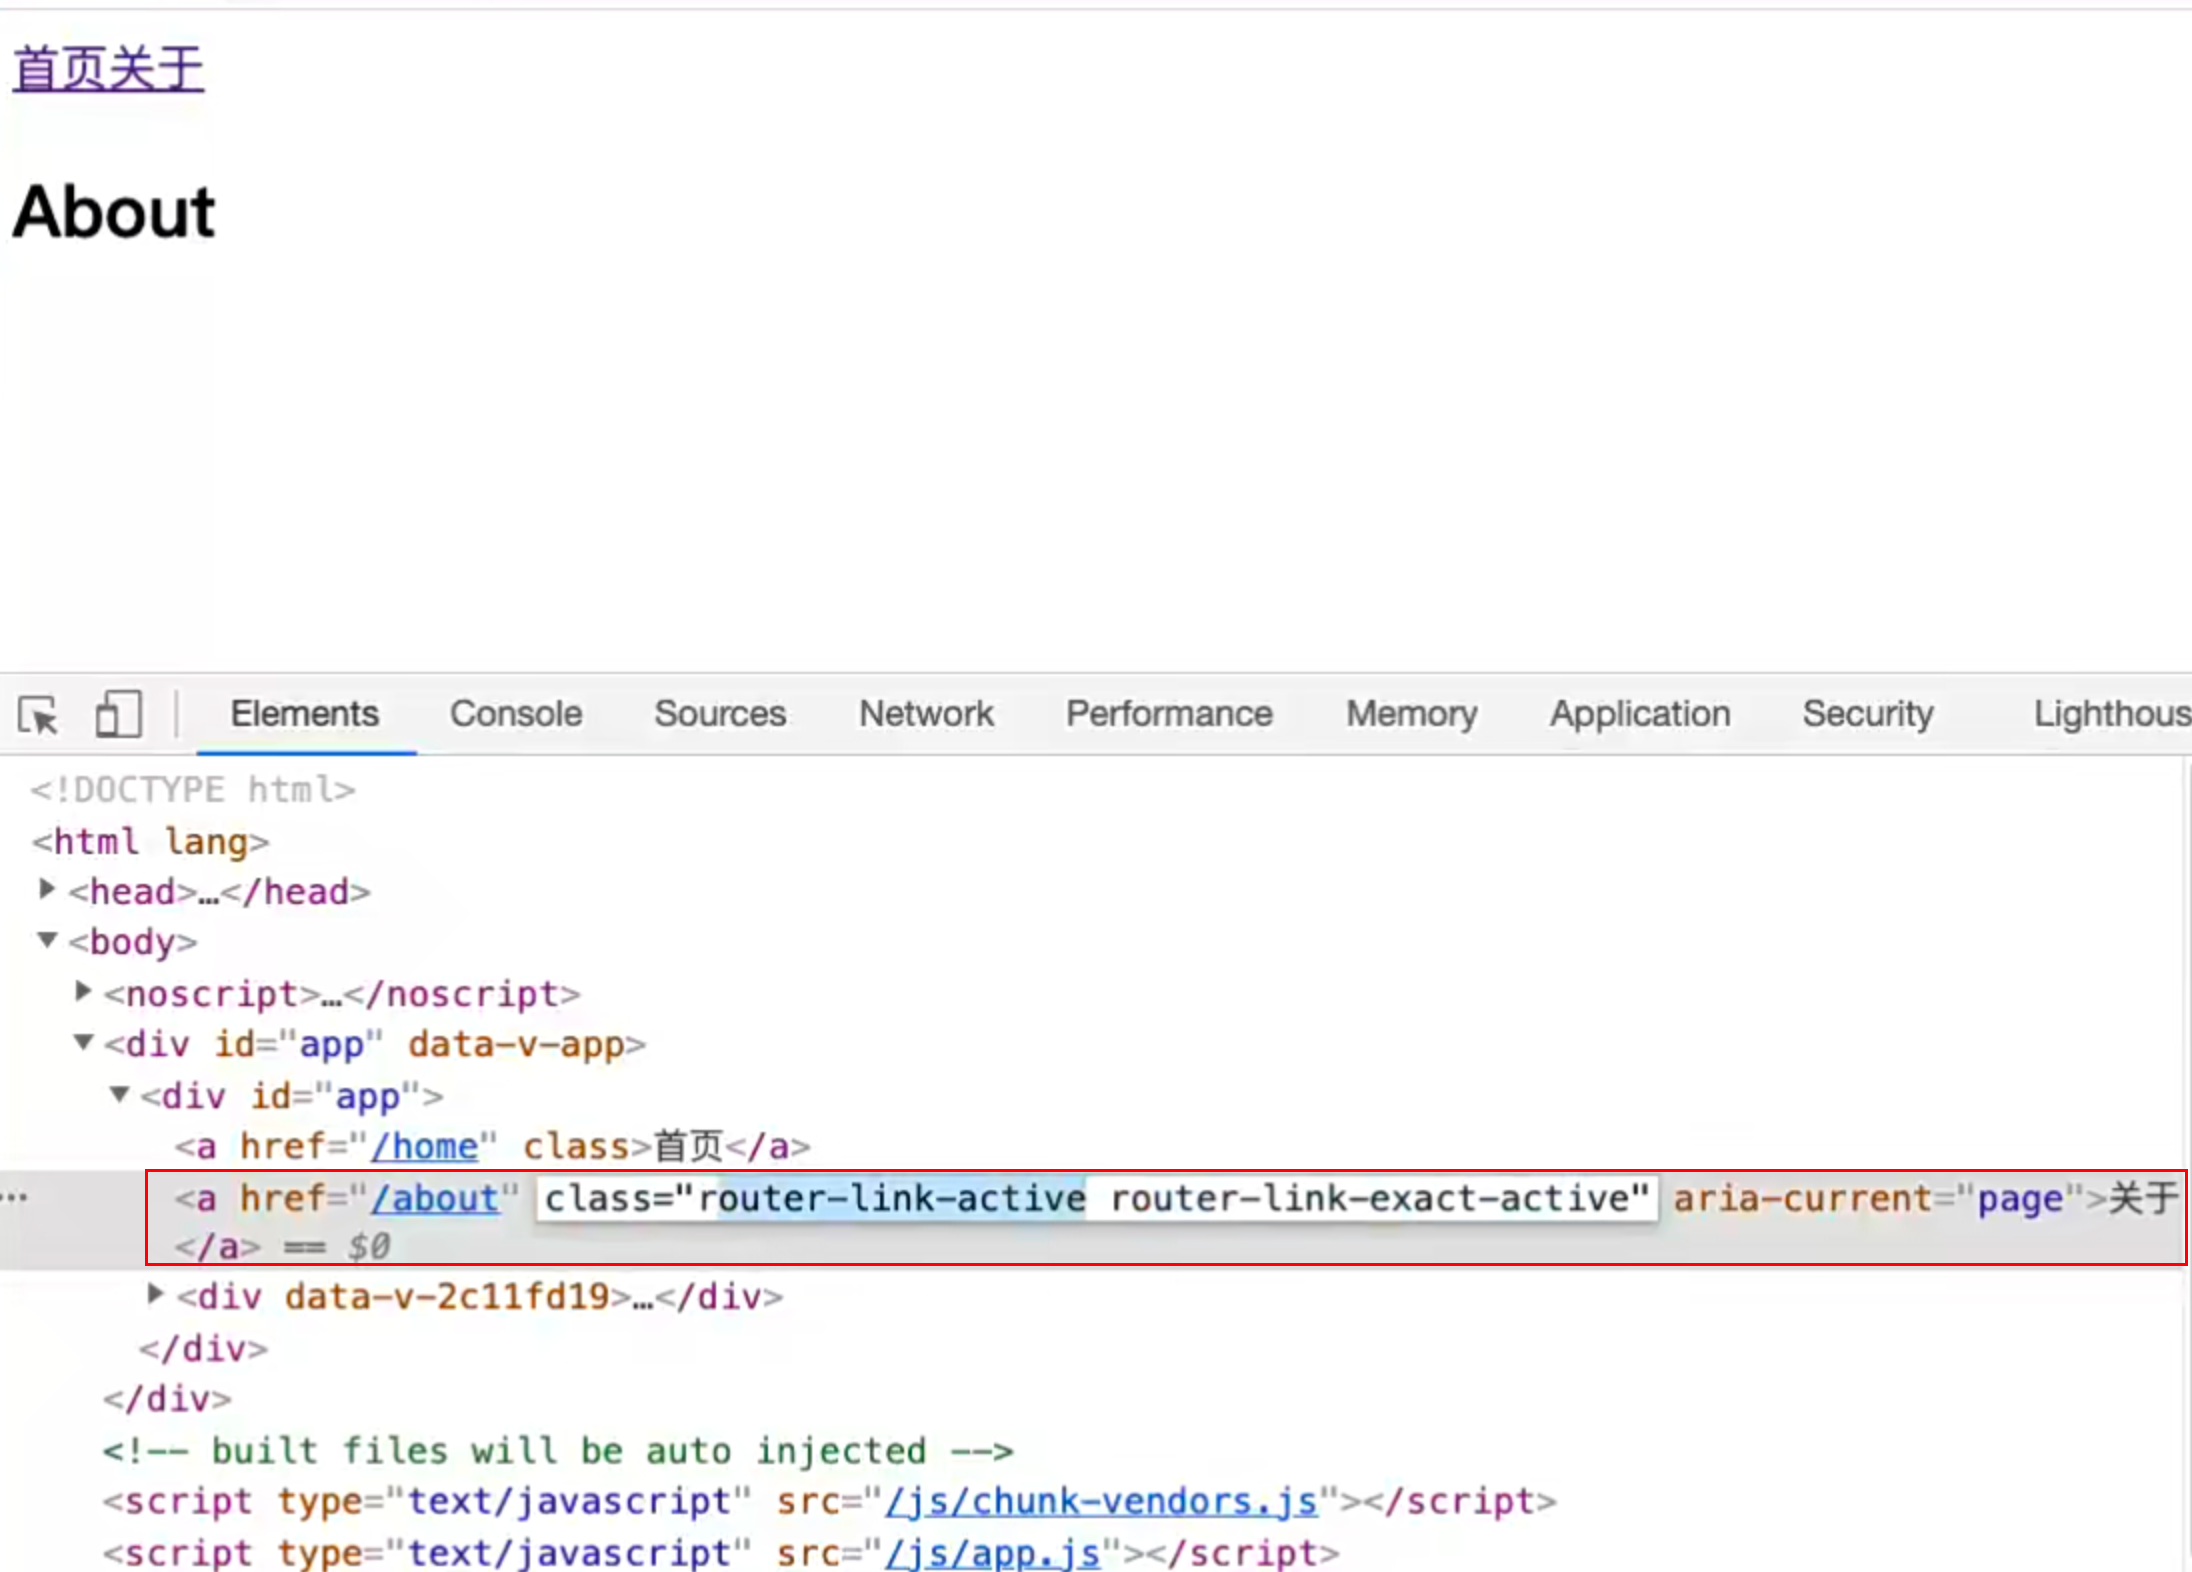 首页关于
About
Elements Console Sources Network Performance Memory Application Security Lighthous
<!DOCTYPE html>
<html lang>
<head>…</head>
<body>
<noscript>…</noscript>
<div id="app" data-v-app>
<div id="app">
<a href="/home" class>首页</a>
… <a href="/about" class="router-link-active router-link-exact-active" aria-current="page">关于
</a> == $0
<div data-v-2c11fd19>…</div>
</div>
</div>
<!-- built files will be auto injected -->
<script type="text/javascript" src="/js/chunk-vendors.js"></script>
<script type="text/javascript" src="/js/app.js"></script>